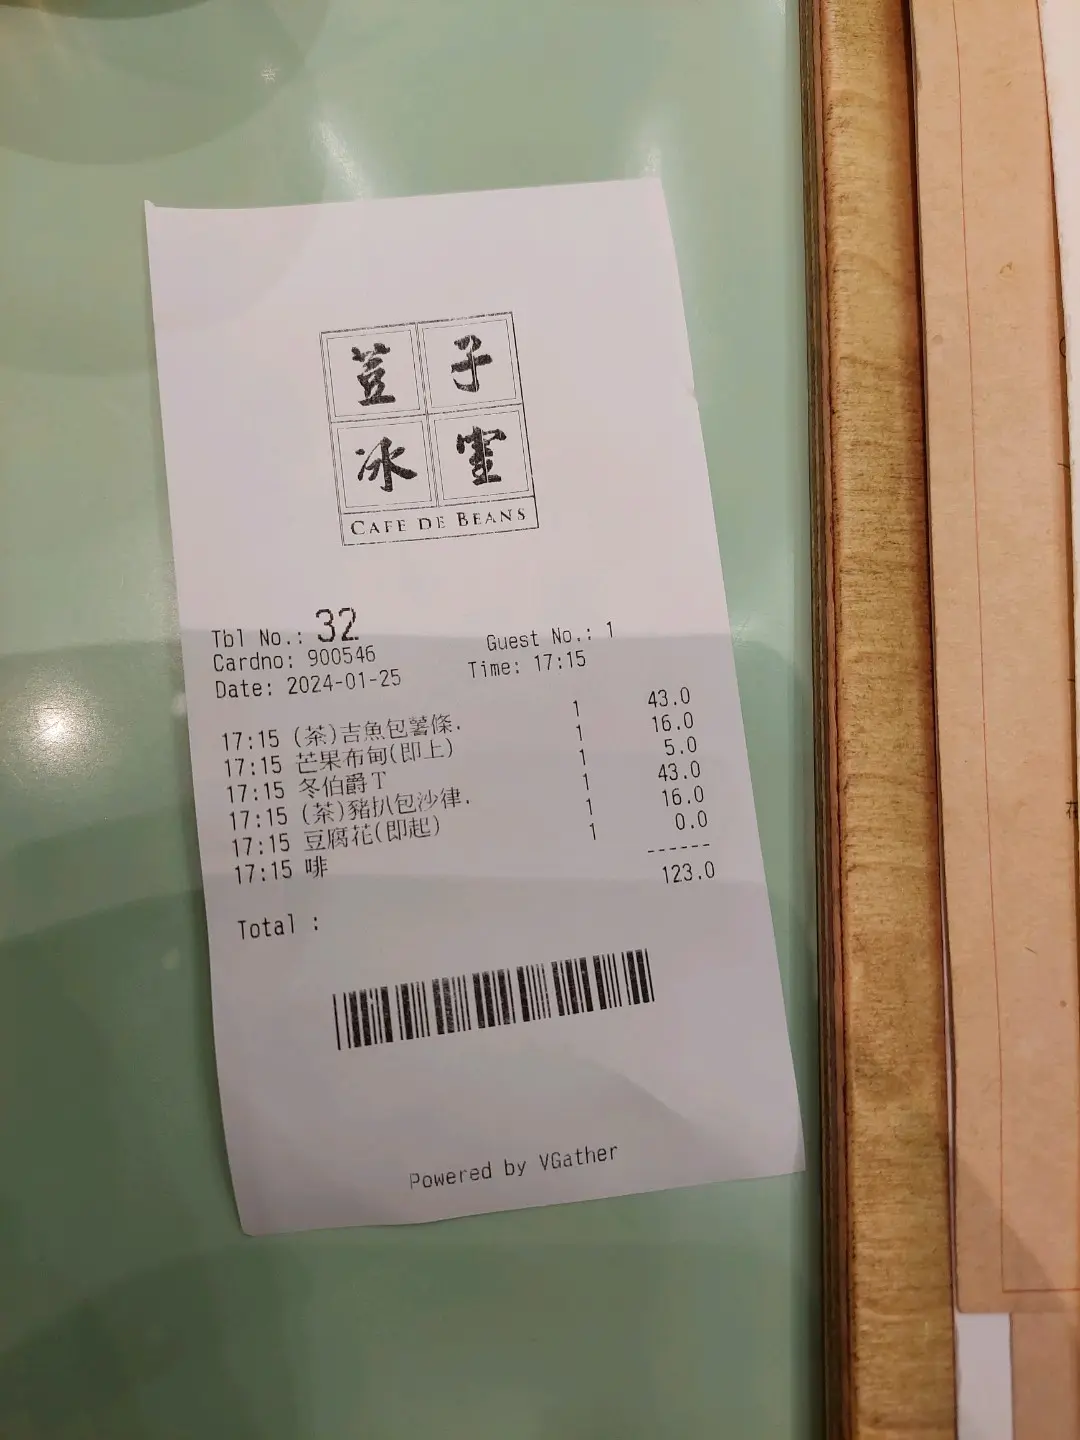 荳子
冰室
CAFE DE BEANS
Tbl No.: 32 Guest No.: 1
Cardno: 900546 Time: 17:15
Date: 2024-01-25
17:15 (茶)吉魚包薯條. 1 43.0
17:15 芒果布甸(即上) 1 16.0
17:15 冬伯爵T 1 5.0
17:15 (茶)豬扒包沙律. 1 43.0
17:15 豆腐花(即起) 1 16.0
17:15 啡 1 0.0
------
Total : 123.0
Powered by VGather